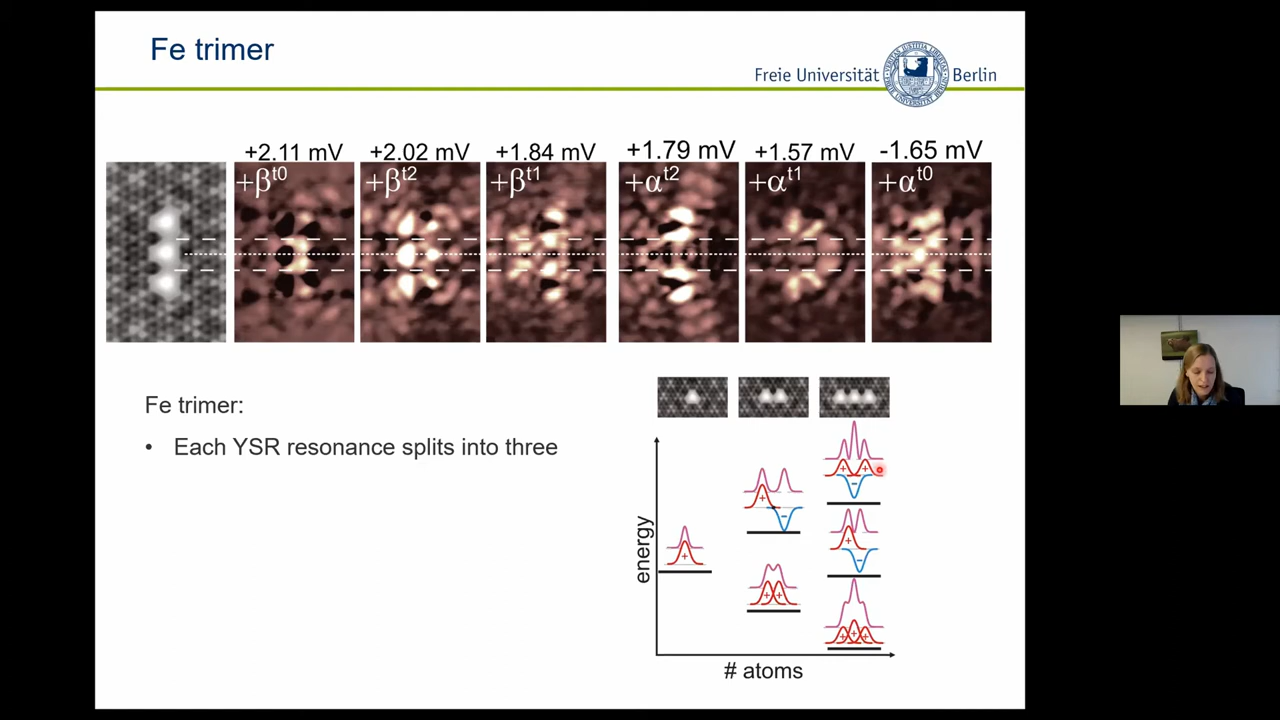 Fe trimer
Freie Universität Berlin
+2.11 mV +2.02 mV +1.84 mV +1.79 mV +1.57 mV -1.65 mV
+β^t0 +β^t2 +β^t1 +α^t2 +α^t1 +α^t0
Fe trimer:
• Each YSR resonance splits into three
energy
+
+
-
+ +
+ +
-
+
-
+ + +
# atoms